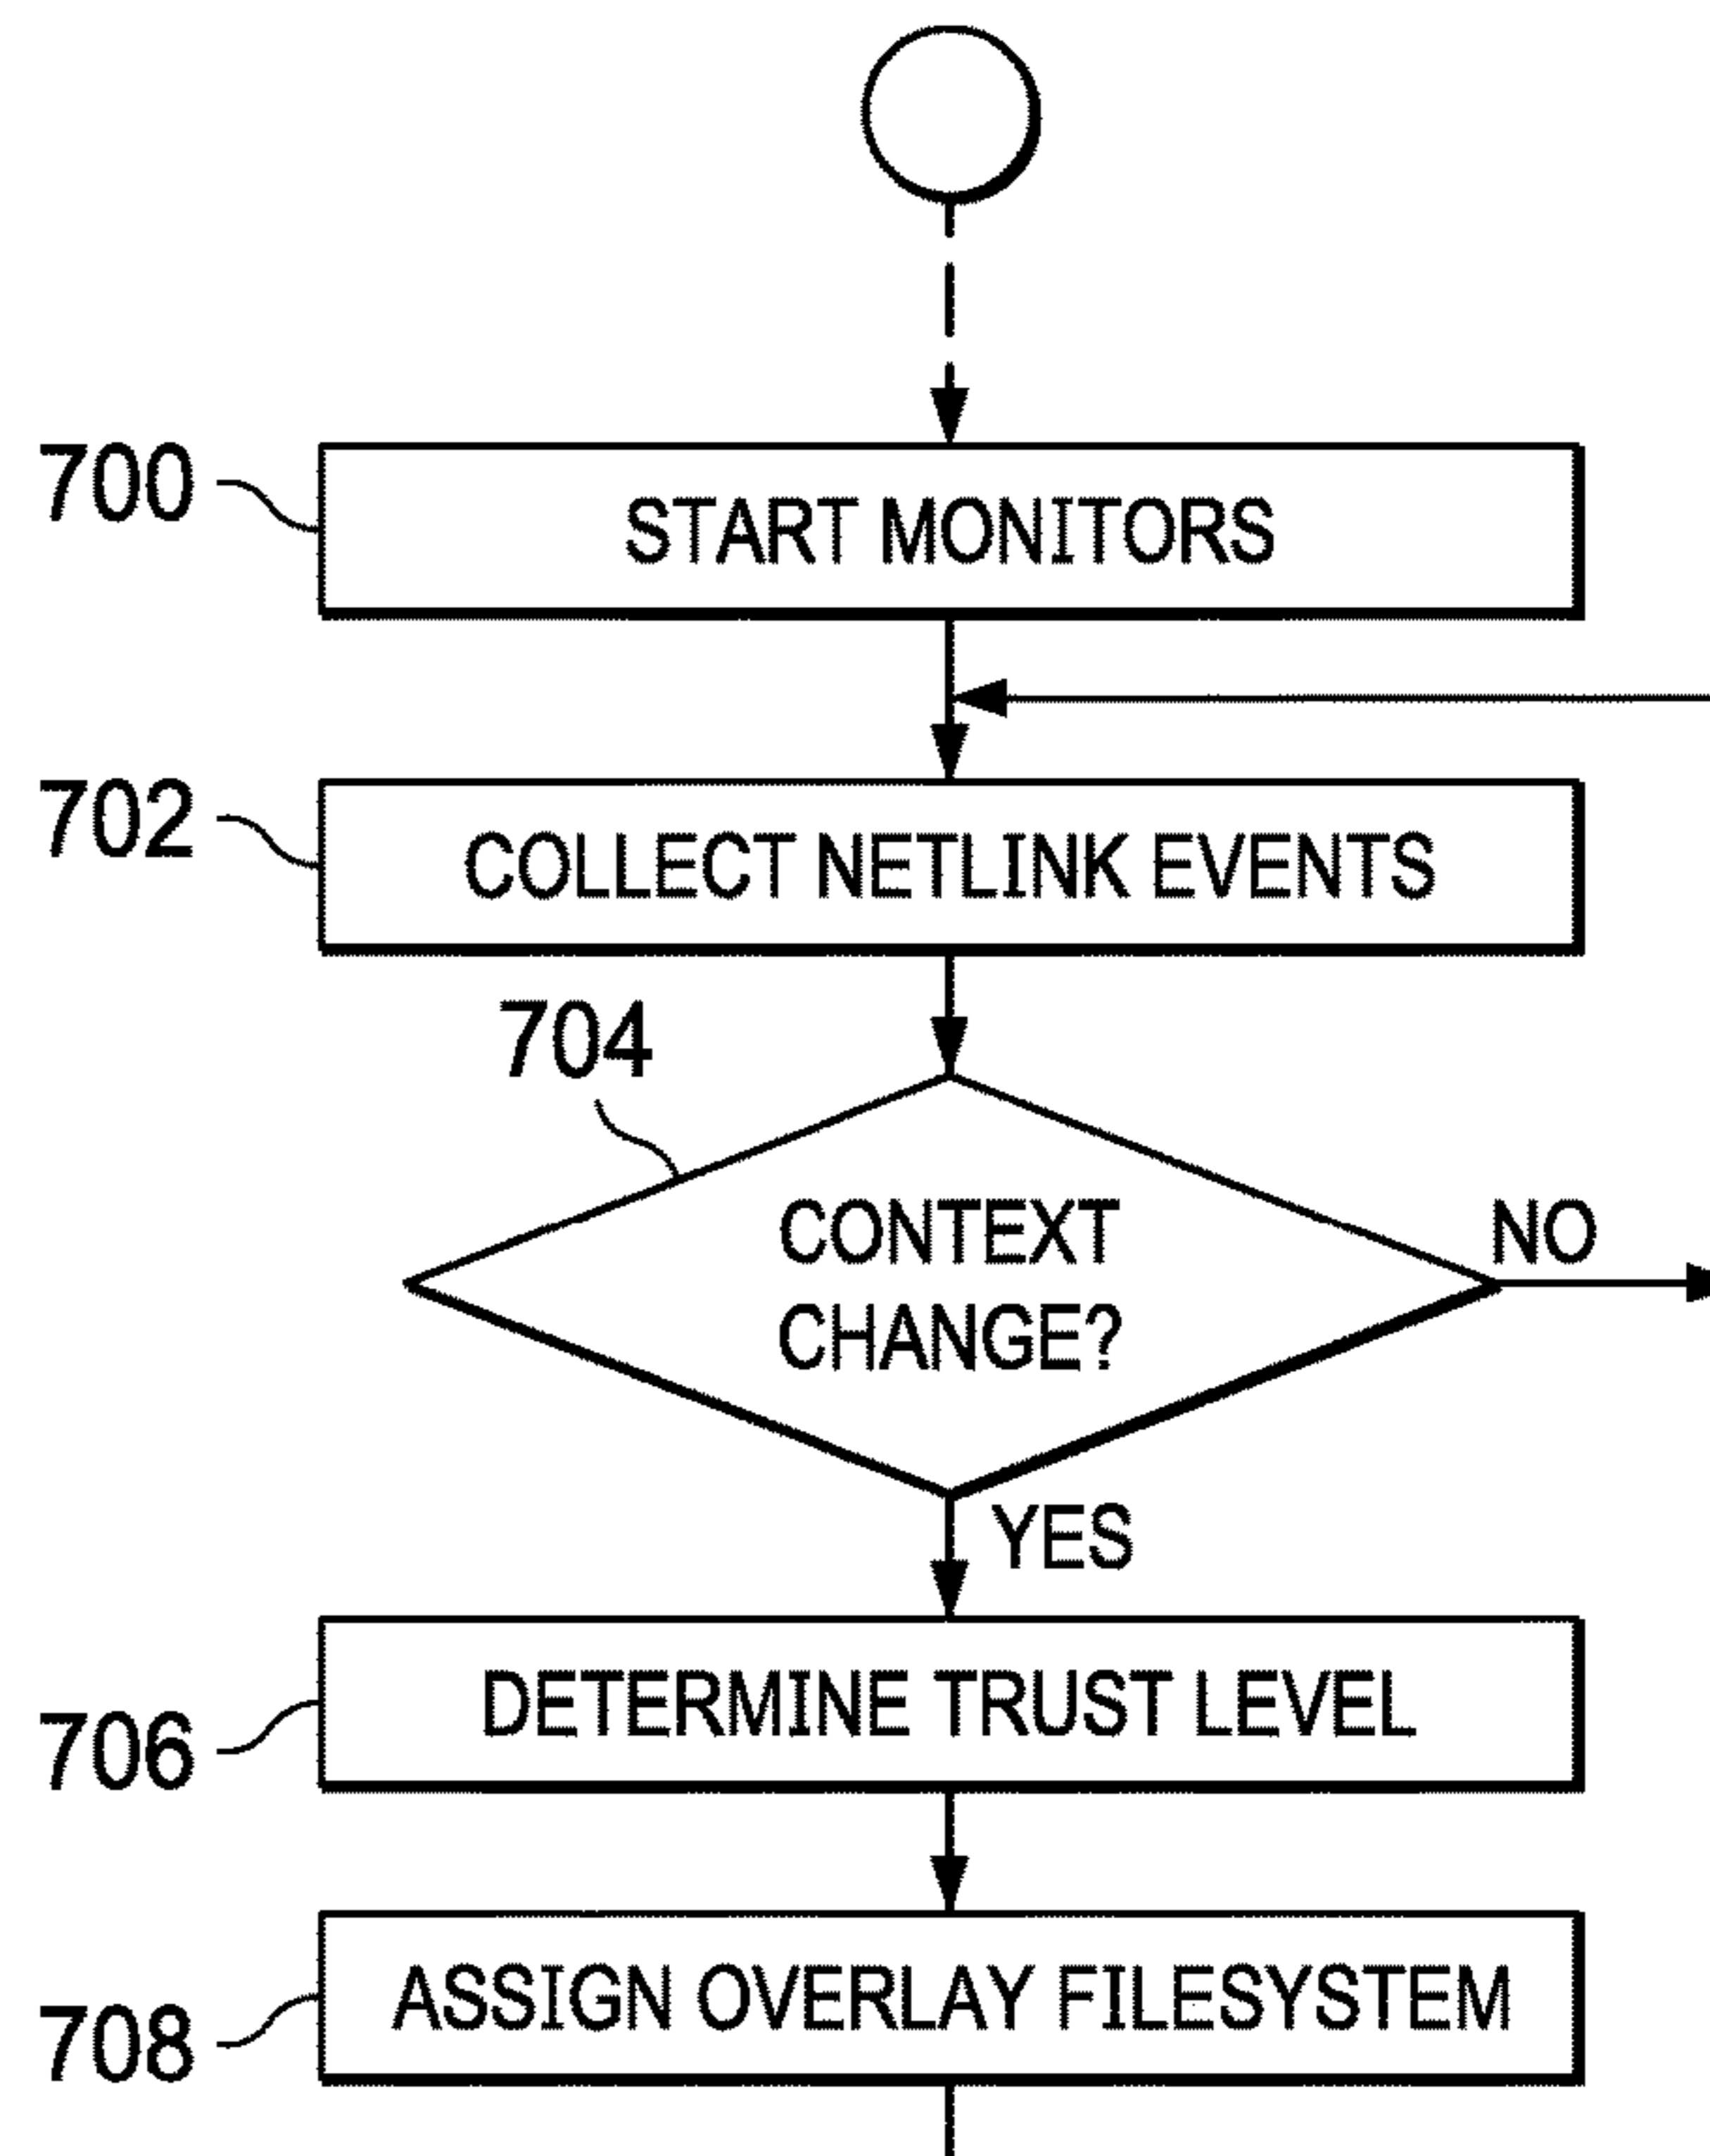 700
START MONITORS
702
COLLECT NETLINK EVENTS
704
CONTEXT
CHANGE?
NO
YES
706
DETERMINE TRUST LEVEL
708
ASSIGN OVERLAY FILESYSTEM